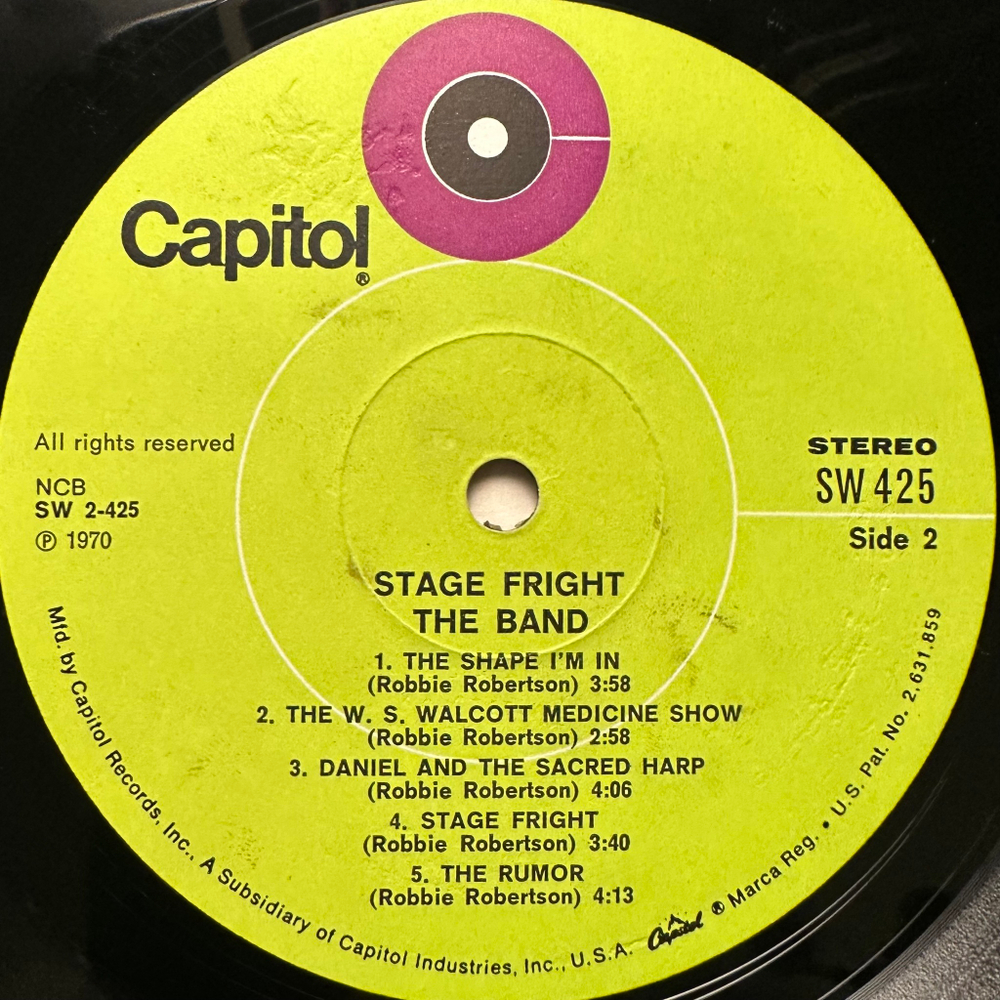 Capitol®
All rights reserved
NCB
SW 2-425
℗ 1970
STEREO
SW 425
Side 2
STAGE FRIGHT
THE BAND
1. THE SHAPE I'M IN
(Robbie Robertson) 3:58
2. THE W. S. WALCOTT MEDICINE SHOW
(Robbie Robertson) 2:58
3. DANIEL AND THE SACRED HARP
(Robbie Robertson) 4:06
4. STAGE FRIGHT
(Robbie Robertson) 3:40
5. THE RUMOR
(Robbie Robertson) 4:13
Mfd. by Capitol Records, Inc., A Subsidiary of Capitol Industries, Inc., U.S.A. Capitol ® Marca Reg. • U.S. Pat. No. 2,631,859